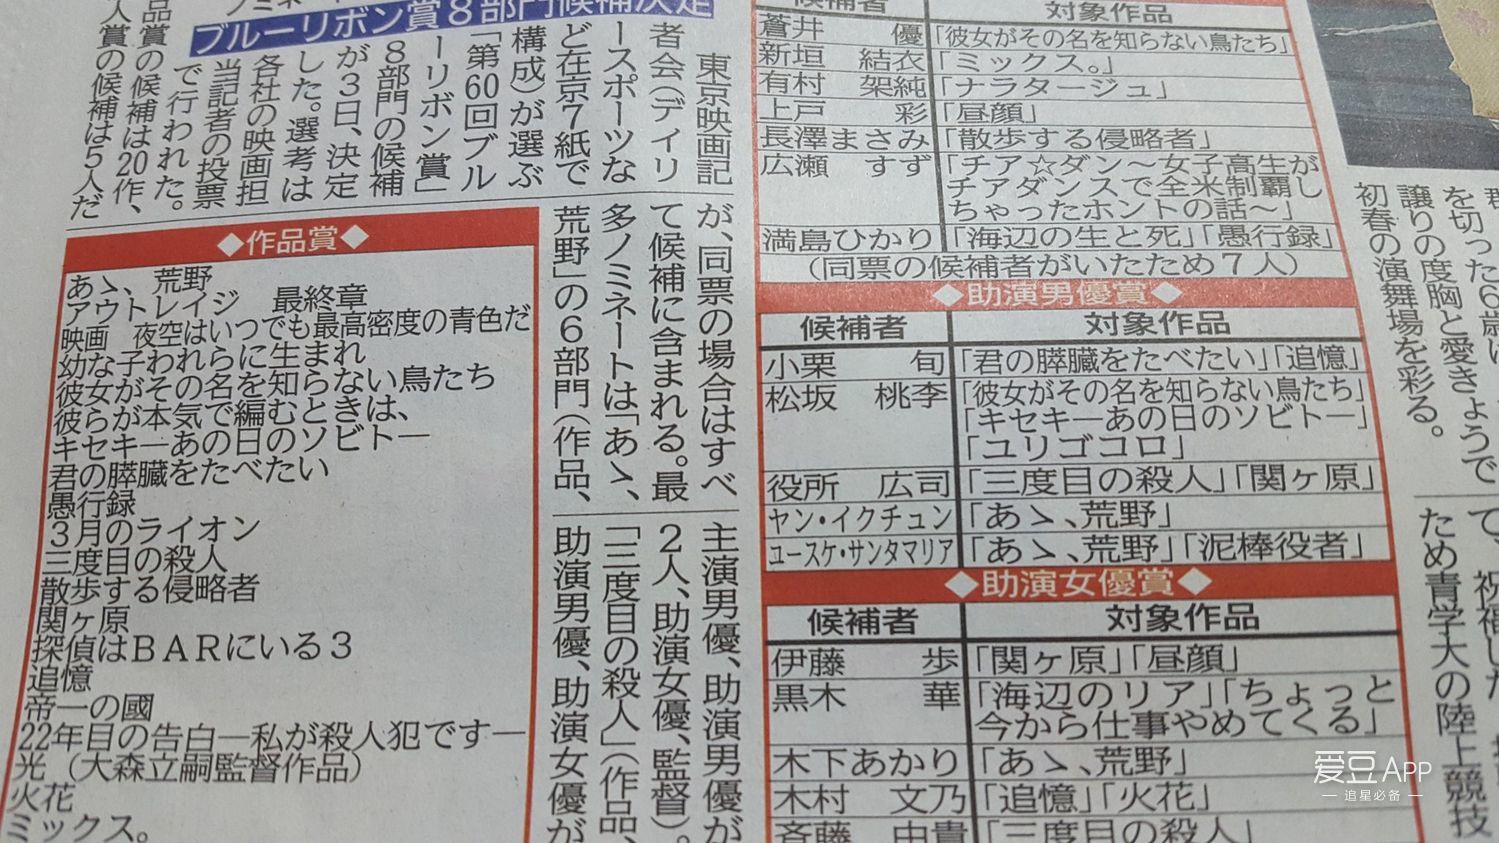 ブルーリボン賞8部門候補決定
東京映画記
者会（デイリ
ースポーツな
ど在京7紙で
構成）が選ぶ
「第60回ブル
ーリボン賞」
8部門の候補
が3日、決定
した。選考は
各社の映画担
当記者の投票
で行われた。
品賞の候補は20作、
人賞の候補は5人だ
が、同票の場合はすべ
て候補に含まれる。最
多ノミネートは「あゝ、
荒野」の6部門（作品、
主演男優、助演男優が
2人、助演女優、監督）。
「三度目の殺人」（作品、
助演男優、助演女優が
◆作品賞◆
あゝ、荒野
アウトレイジ　最終章
映画　夜空はいつでも最高密度の青色だ
幼な子われらに生まれ
彼女がその名を知らない鳥たち
彼らが本気で編むときは、
キセキ―あの日のソビト―
君の膵臓をたべたい
愚行録
3月のライオン
三度目の殺人
散歩する侵略者
関ヶ原
探偵はBARにいる3
追憶
帝一の國
22年目の告白―私が殺人犯です―
光（大森立嗣監督作品）
火花
ミックス。
候補者　対象作品
蒼井　優　「彼女がその名を知らない鳥たち」
新垣　結衣　「ミックス。」
有村　架純　「ナラタージュ」
上戸　彩　「昼顔」
長澤まさみ　「散歩する侵略者」
広瀬　すず　「チア☆ダン～女子高生が
チアダンスで全米制覇し
ちゃったホントの話～」
満島ひかり　「海辺の生と死」「愚行録」
（同票の候補者がいたため7人）
◆助演男優賞◆
候補者　対象作品
小栗　旬　「君の膵臓をたべたい」「追憶」
松坂　桃李　「彼女がその名を知らない鳥たち」
「キセキーあの日のソビトー」
「ユリゴコロ」
役所　広司　「三度目の殺人」「関ヶ原」
ヤン・イクチュン　「あゝ、荒野」
ユースケ・サンタマリア　「あゝ、荒野」「泥棒役者」
◆助演女優賞◆
候補者　対象作品
伊藤　歩　「関ヶ原」「昼顔」
黒木　華　「海辺のリア」「ちょっと
今から仕事やめてくる」
木下あかり　「あゝ、荒野」
木村　文乃　「追憶」「火花」
斉藤　由貴　「三度目の殺人」
を切った6歳
譲りの度胸と愛きょうで
初春の演舞場を彩る。
ため青学大の陸上競技
爱豆APP
— 追星必备 —